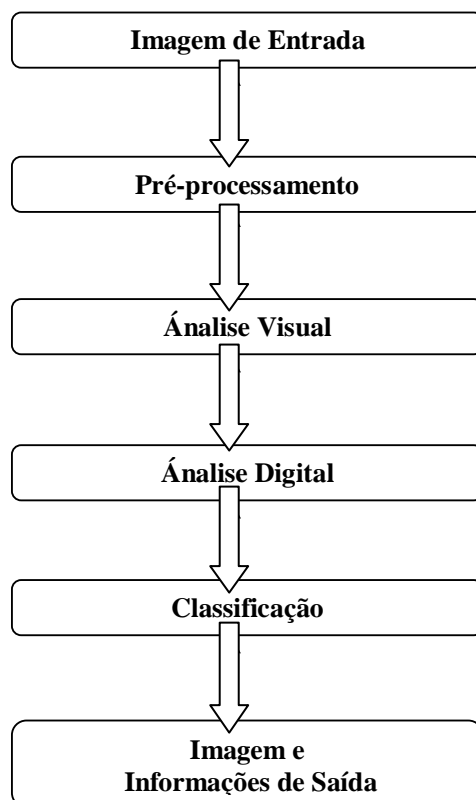 Imagem de Entrada
Pré-processamento
Ánalise Visual
Ánalise Digital
Classificação
Imagem e
Informações de Saída